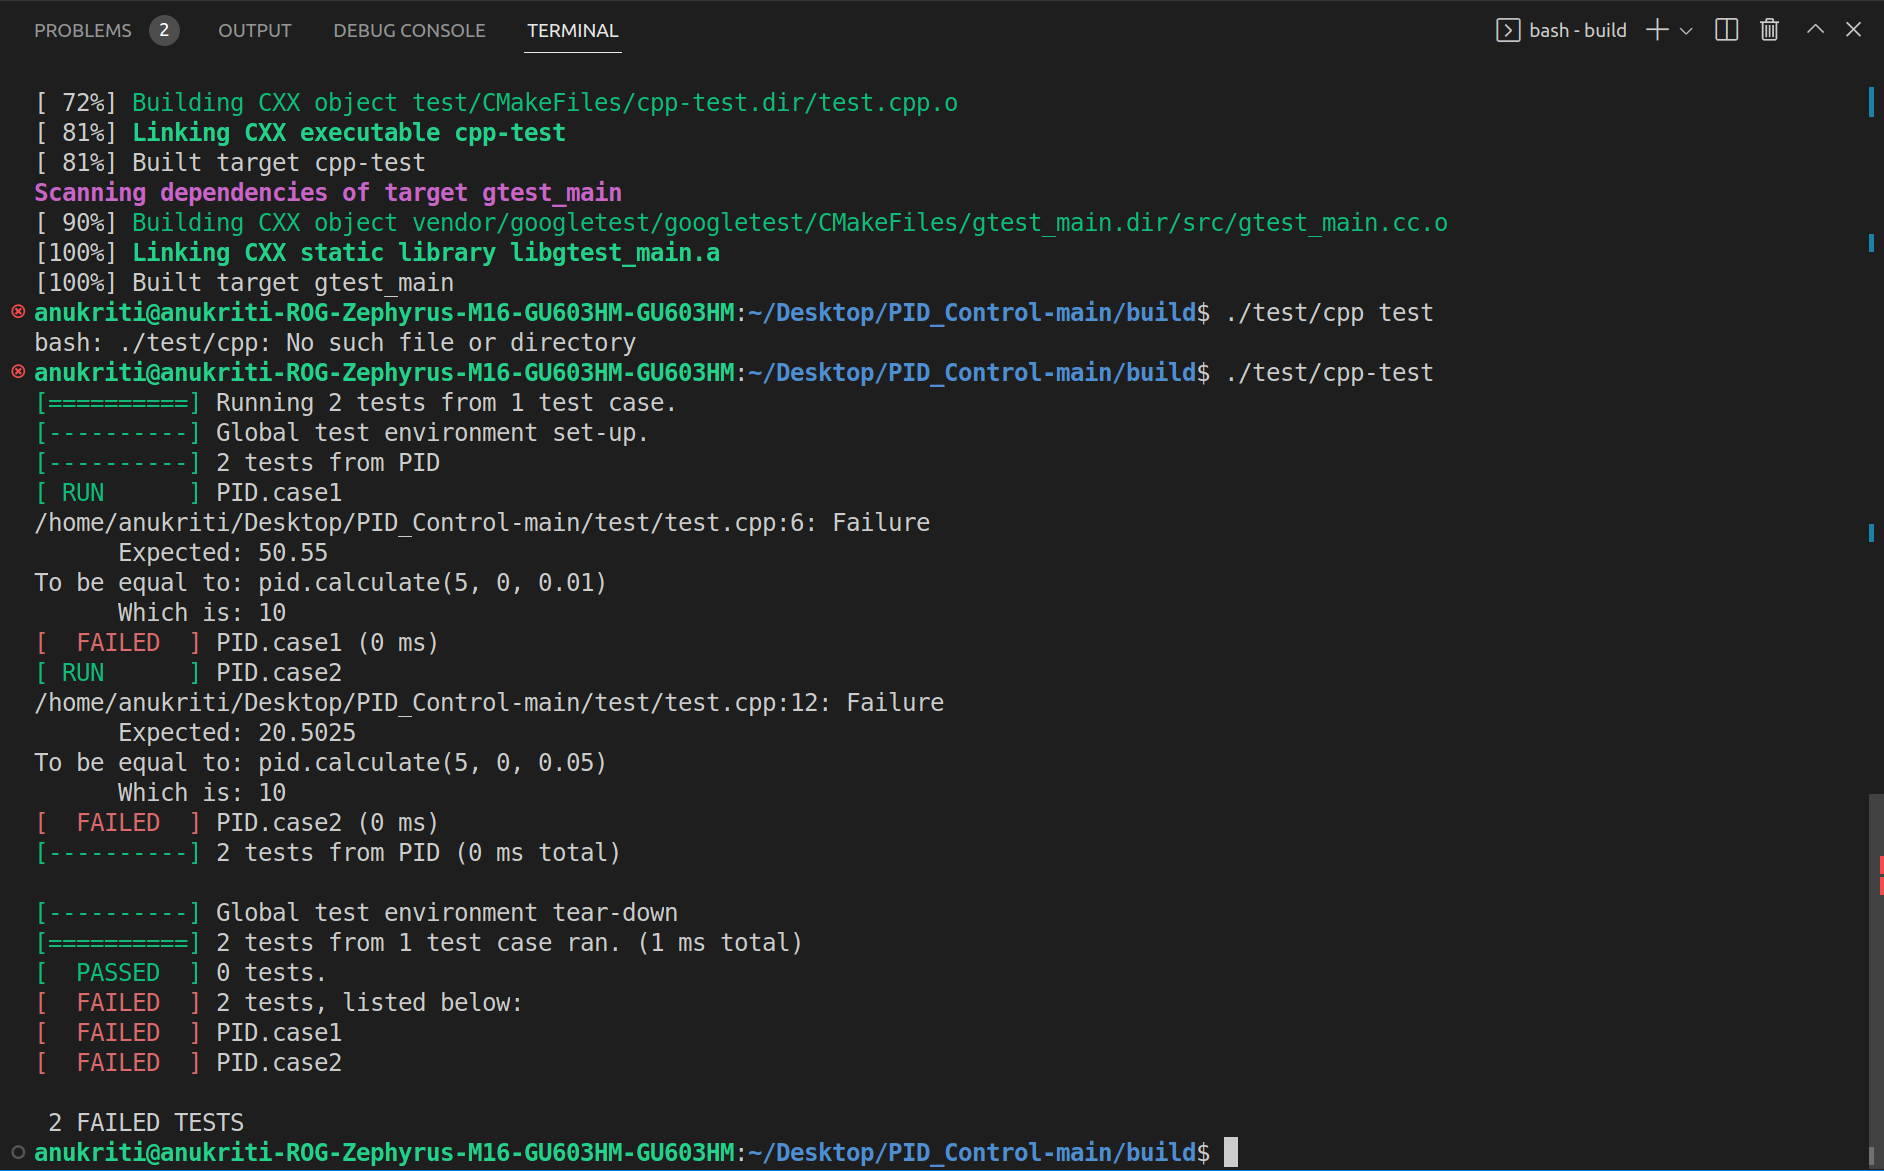 PROBLEMS 2 OUTPUT DEBUG CONSOLE TERMINAL bash - build
[ 72%] Building CXX object test/CMakeFiles/cpp-test.dir/test.cpp.o
[ 81%] Linking CXX executable cpp-test
[ 81%] Built target cpp-test
Scanning dependencies of target gtest_main
[ 90%] Building CXX object vendor/googletest/googletest/CMakeFiles/gtest_main.dir/src/gtest_main.cc.o
[100%] Linking CXX static library libgtest_main.a
[100%] Built target gtest_main
anukriti@anukriti-ROG-Zephyrus-M16-GU603HM-GU603HM:~/Desktop/PID_Control-main/build$ ./test/cpp test
bash: ./test/cpp: No such file or directory
anukriti@anukriti-ROG-Zephyrus-M16-GU603HM-GU603HM:~/Desktop/PID_Control-main/build$ ./test/cpp-test
[==========] Running 2 tests from 1 test case.
[----------] Global test environment set-up.
[----------] 2 tests from PID
[ RUN      ] PID.case1
/home/anukriti/Desktop/PID_Control-main/test/test.cpp:6: Failure
      Expected: 50.55
To be equal to: pid.calculate(5, 0, 0.01)
      Which is: 10
[  FAILED  ] PID.case1 (0 ms)
[ RUN      ] PID.case2
/home/anukriti/Desktop/PID_Control-main/test/test.cpp:12: Failure
      Expected: 20.5025
To be equal to: pid.calculate(5, 0, 0.05)
      Which is: 10
[  FAILED  ] PID.case2 (0 ms)
[----------] 2 tests from PID (0 ms total)

[----------] Global test environment tear-down
[==========] 2 tests from 1 test case ran. (1 ms total)
[  PASSED  ] 0 tests.
[  FAILED  ] 2 tests, listed below:
[  FAILED  ] PID.case1
[  FAILED  ] PID.case2

 2 FAILED TESTS
anukriti@anukriti-ROG-Zephyrus-M16-GU603HM-GU603HM:~/Desktop/PID_Control-main/build$